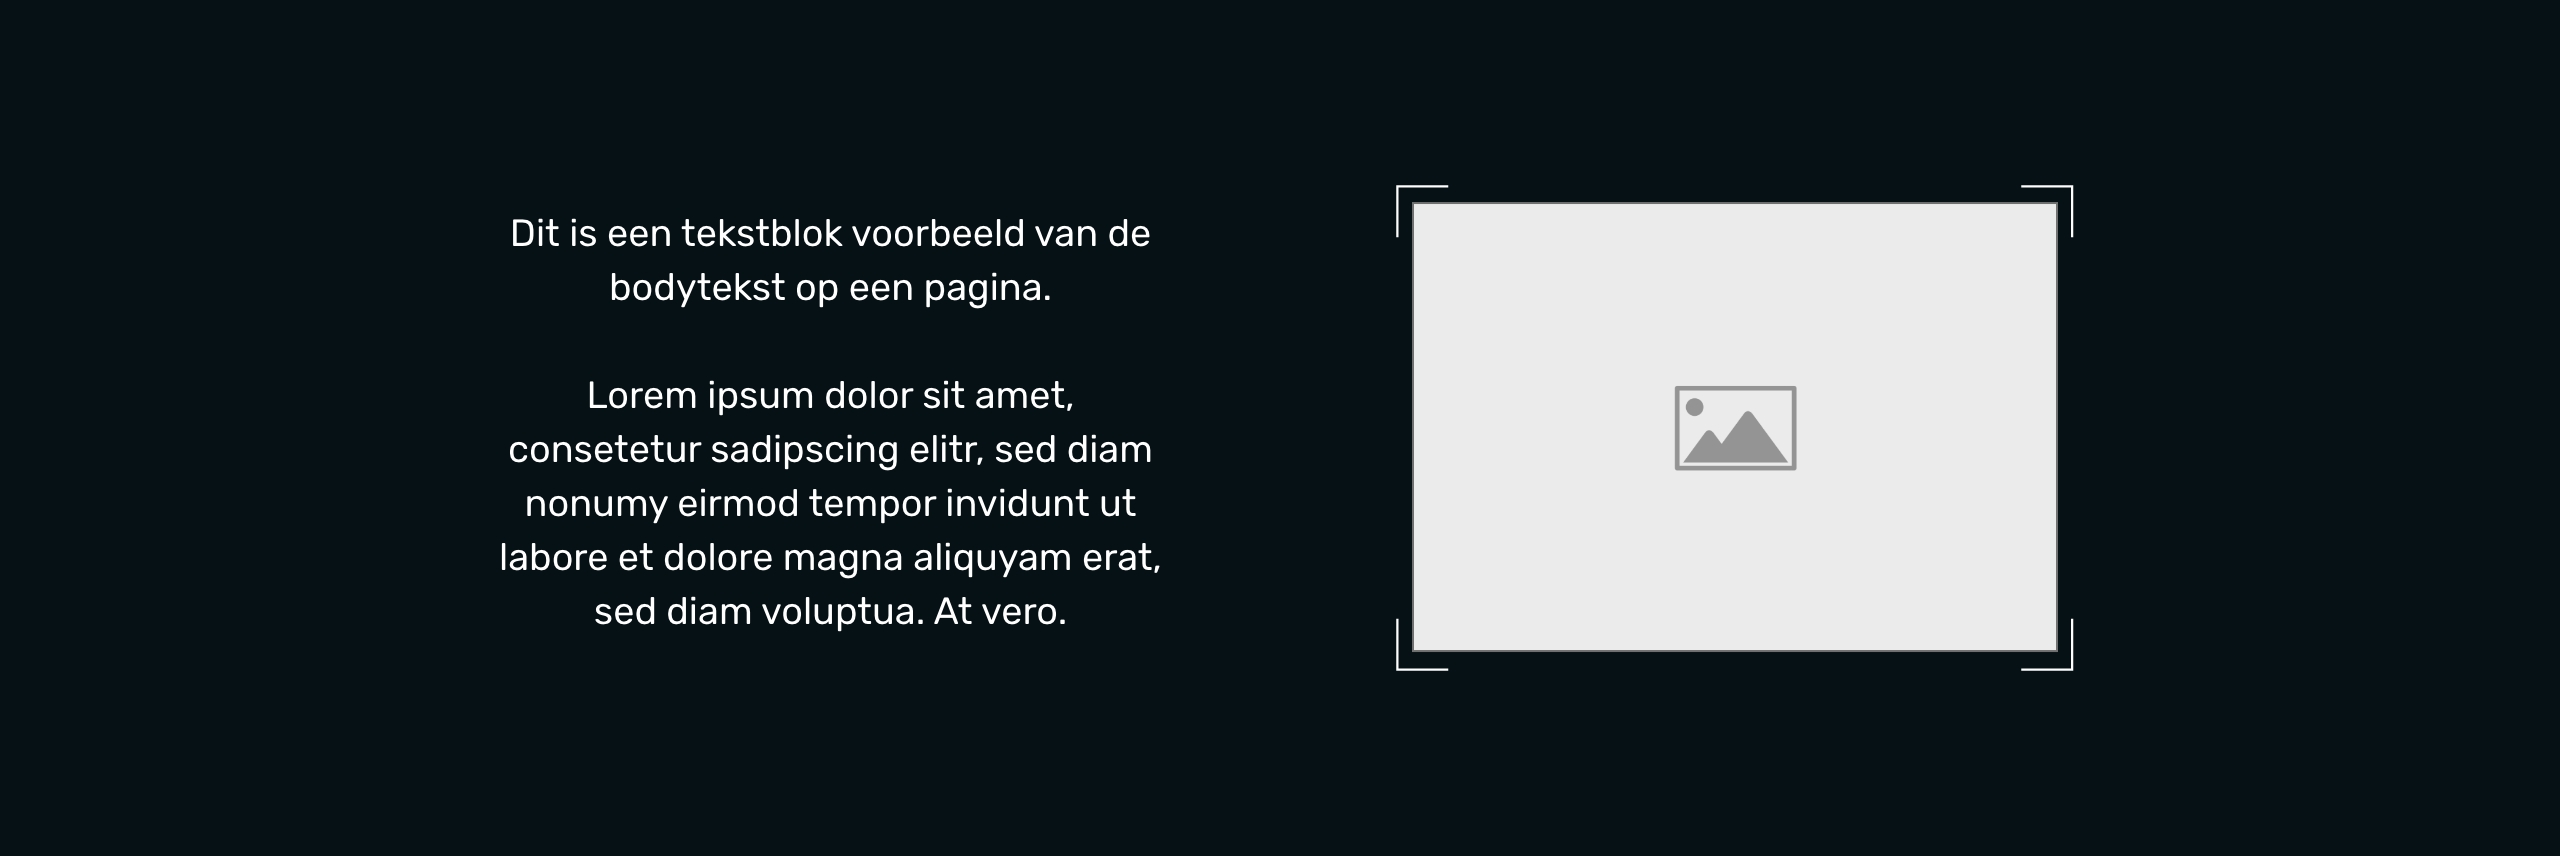 Dit is een tekstblok voorbeeld van de
bodytekst op een pagina.
Lorem ipsum dolor sit amet,
consetetur sadipscing elitr, sed diam
nonumy eirmod tempor invidunt ut
labore et dolore magna aliquyam erat,
sed diam voluptua. At vero.